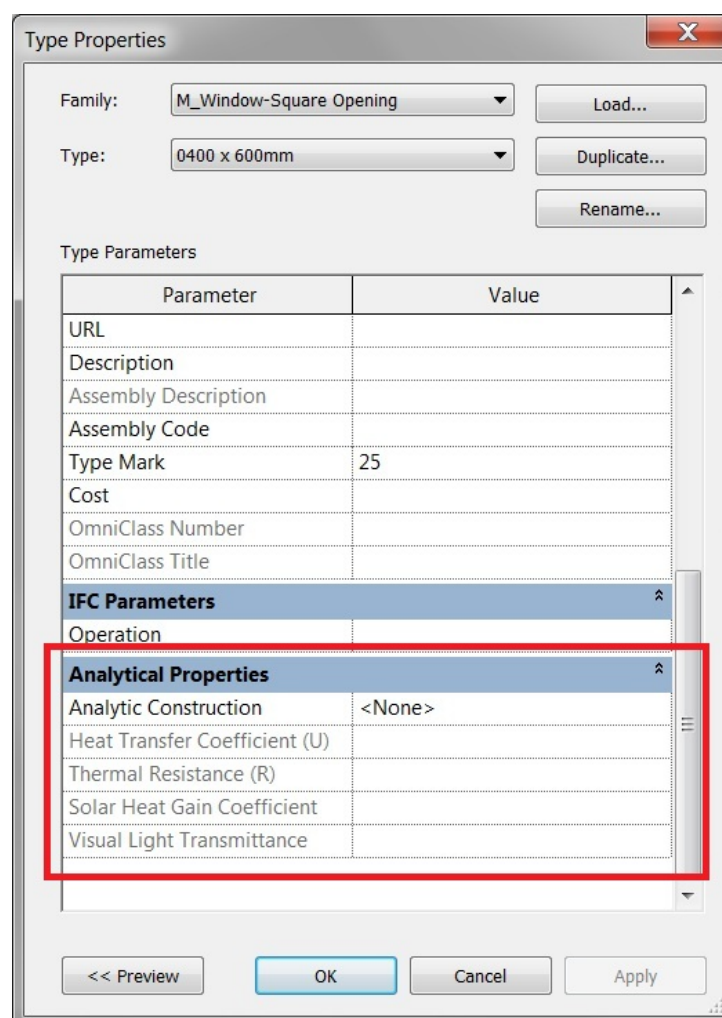 Type Properties
Family: M_Window-Square Opening Load...
Type: 0400 x 600mm Duplicate...
Rename...
Type Parameters
Parameter Value
URL
Description
Assembly Description
Assembly Code
Type Mark 25
Cost
OmniClass Number
OmniClass Title
IFC Parameters
Operation
Analytical Properties
Analytic Construction <None>
Heat Transfer Coefficient (U)
Thermal Resistance (R)
Solar Heat Gain Coefficient
Visual Light Transmittance
<< Preview OK Cancel Apply